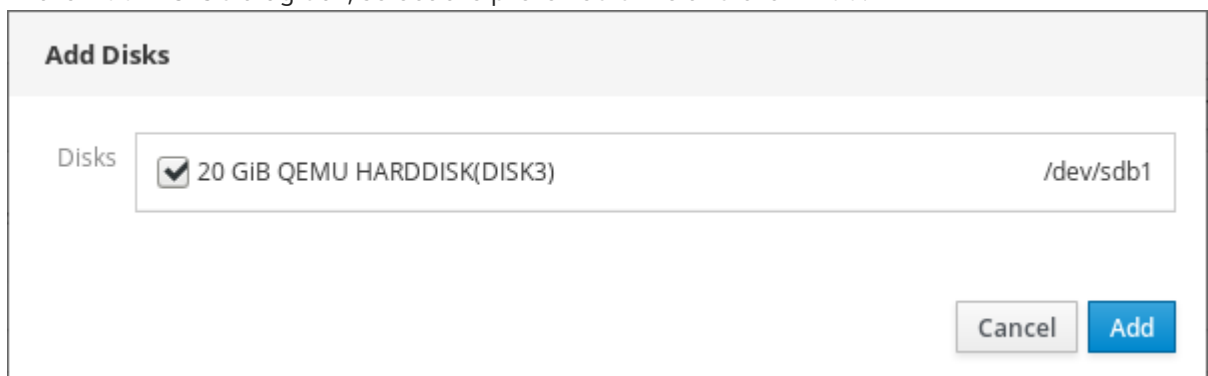 Add Disks
Disks
20 GiB QEMU HARDDISK(DISK3) /dev/sdb1
Cancel Add